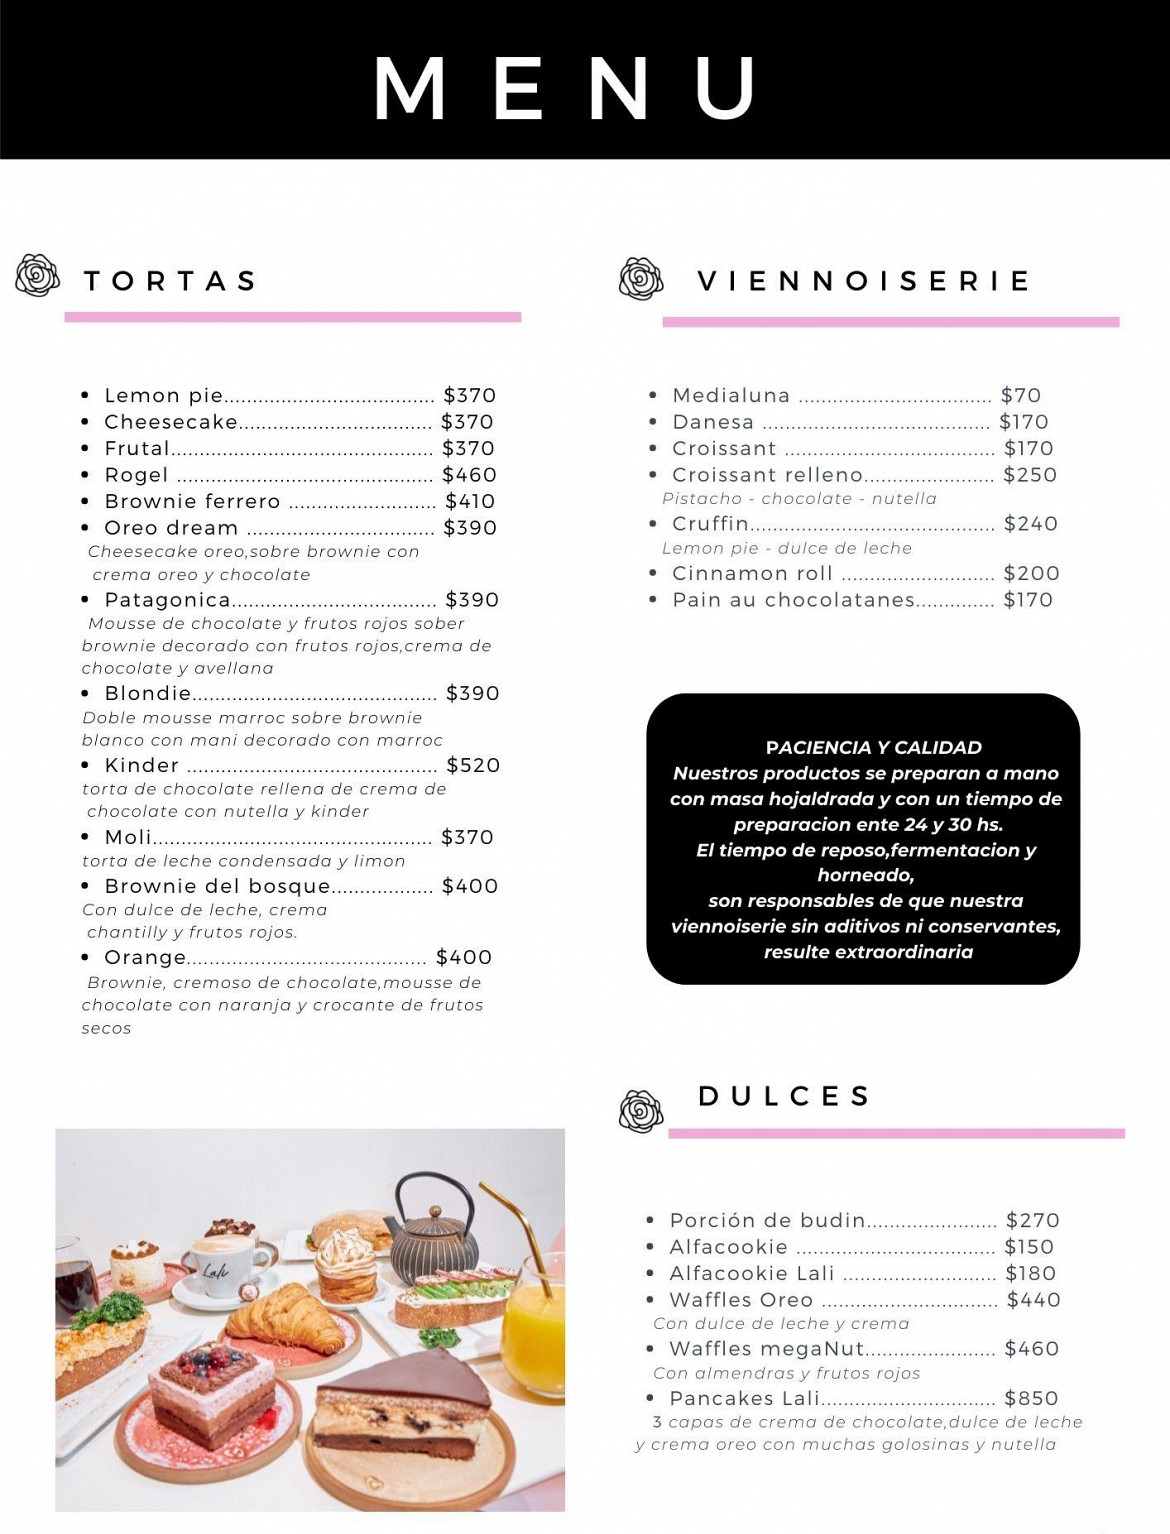 MENU
TORTAS
• Lemon pie.................................... $370
• Cheesecake................................. $370
• Frutal............................................. $370
• Rogel ............................................ $460
• Brownie ferrero ......................... $410
• Oreo dream ................................ $390
Cheesecake oreo,sobre brownie con
crema oreo y chocolate
• Patagonica................................... $390
Mousse de chocolate y frutos rojos sober
brownie decorado con frutos rojos,crema de
chocolate y avellana
• Blondie.......................................... $390
Doble mousse marroc sobre brownie
blanco con mani decorado con marroc
• Kinder ........................................... $520
torta de chocolate rellena de crema de
chocolate con nutella y kinder
• Moli................................................ $370
torta de leche condensada y limon
• Brownie del bosque.................. $400
Con dulce de leche, crema
chantilly y frutos rojos.
• Orange......................................... $400
Brownie, cremoso de chocolate,mousse de
chocolate con naranja y crocante de frutos
secos
Lali
VIENNOISERIE
• Medialuna ................................. $70
• Danesa ....................................... $170
• Croissant .................................... $170
• Croissant relleno...................... $250
Pistacho - chocolate - nutella
• Cruffin.......................................... $240
Lemon pie - dulce de leche
• Cinnamon roll .......................... $200
• Pain au chocolatanes............. $170
PACIENCIA Y CALIDAD
Nuestros productos se preparan a mano
con masa hojaldrada y con un tiempo de
preparacion ente 24 y 30 hs.
El tiempo de reposo,fermentacion y
horneado,
son responsables de que nuestra
viennoiserie sin aditivos ni conservantes,
resulte extraordinaria
DULCES
• Porción de budin...................... $270
• Alfacookie .................................. $150
• Alfacookie Lali .......................... $180
• Waffles Oreo .............................. $440
Con dulce de leche y crema
• Waffles megaNut...................... $460
Con almendras y frutos rojos
• Pancakes Lali.............................. $850
3 capas de crema de chocolate,dulce de leche
y crema oreo con muchas golosinas y nutella